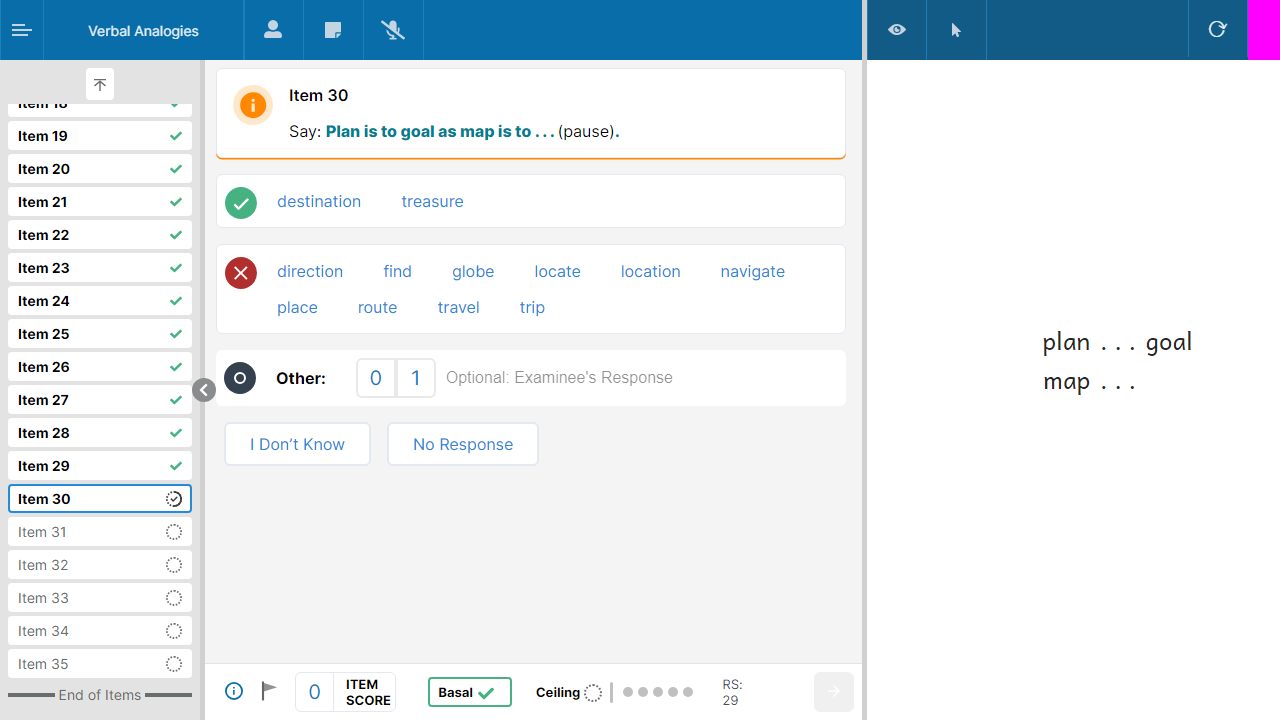 Verbal Analogies
Item 18
Item 19
Item 20
Item 21
Item 22
Item 23
Item 24
Item 25
Item 26
Item 27
Item 28
Item 29
Item 30
Item 31
Item 32
Item 33
Item 34
Item 35
End of Items
Item 30
Say: Plan is to goal as map is to . . . (pause).
destination treasure
direction find globe locate location navigate
place route travel trip
Other: 0 1 Optional: Examinee's Response
I Don’t Know No Response
0 ITEM SCORE Basal Ceiling RS: 29
plan . . . goal
map . . .